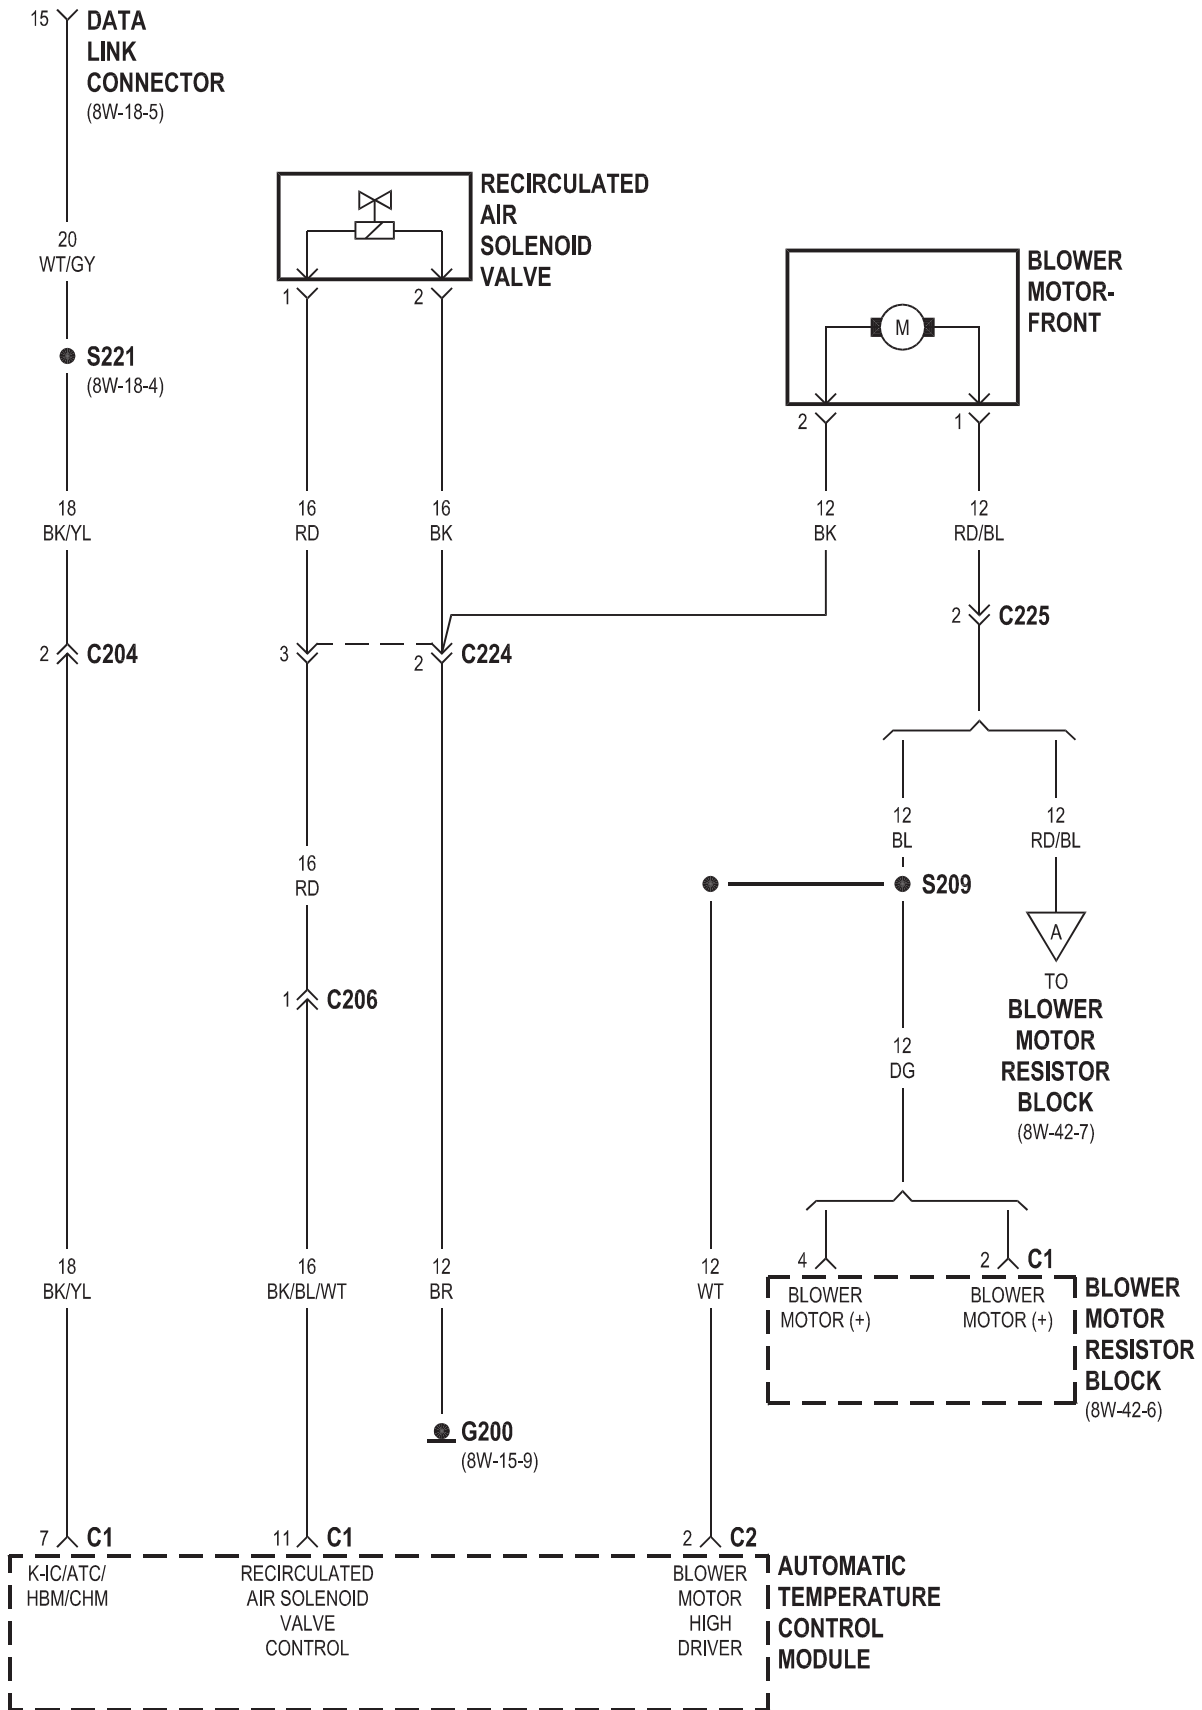 15
DATA
LINK
CONNECTOR
(8W-18-5)
RECIRCULATED
AIR
SOLENOID
VALVE
20
WT/GY
BLOWER
MOTOR-
FRONT
1
2
M
S221
(8W-18-4)
2
1
18
BK/YL
16
RD
16
BK
12
BK
12
RD/BL
2
C225
2
C204
3
2
C224
12
BL
12
RD/BL
16
RD
S209
A
TO
BLOWER
MOTOR
RESISTOR
BLOCK
(8W-42-7)
1
C206
12
DG
18
BK/YL
16
BK/BL/WT
12
BR
12
WT
4
2
C1
BLOWER
MOTOR (+)
BLOWER
MOTOR (+)
BLOWER
MOTOR
RESISTOR
BLOCK
(8W-42-6)
G200
(8W-15-9)
7
C1
11
C1
2
C2
K-IC/ATC/
HBM/CHM
RECIRCULATED
AIR SOLENOID
VALVE
CONTROL
BLOWER
MOTOR
HIGH
DRIVER
AUTOMATIC
TEMPERATURE
CONTROL
MODULE